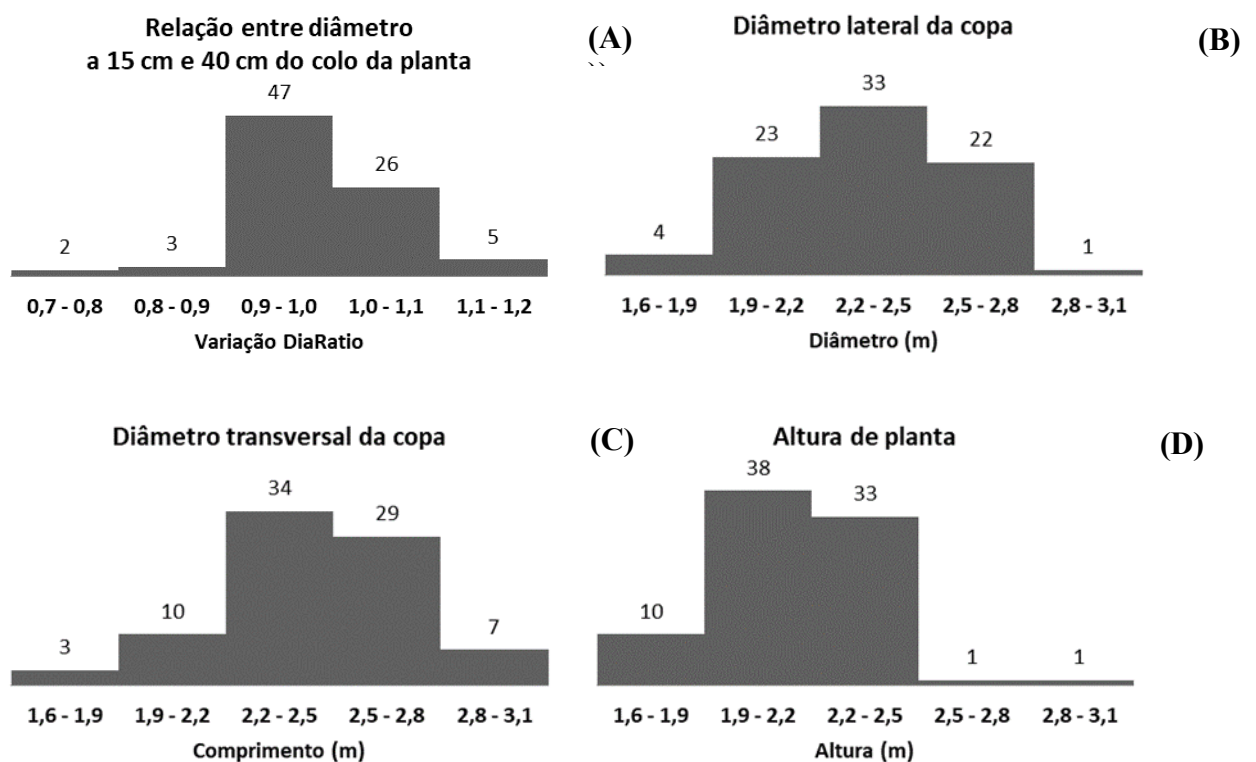 Relação entre diâmetro
a 15 cm e 40 cm do colo da planta
(A)
``
47
26
2
3
5
0,7 - 0,8 0,8 - 0,9 0,9 - 1,0 1,0 - 1,1 1,1 - 1,2
Variação DiaRatio
Diâmetro lateral da copa
(B)
33
23
22
4
1
1,6 - 1,9 1,9 - 2,2 2,2 - 2,5 2,5 - 2,8 2,8 - 3,1
Diâmetro (m)
Diâmetro transversal da copa
(C)
34
29
10
7
3
1,6 - 1,9 1,9 - 2,2 2,2 - 2,5 2,5 - 2,8 2,8 - 3,1
Comprimento (m)
Altura de planta
(D)
38
33
10
1
1
1,6 - 1,9 1,9 - 2,2 2,2 - 2,5 2,5 - 2,8 2,8 - 3,1
Altura (m)